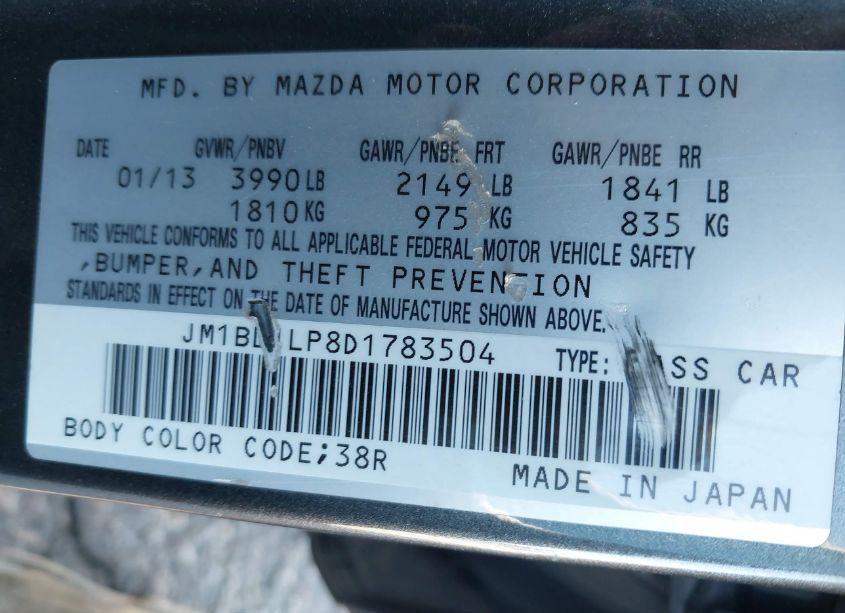 MFD. BY MAZDA MOTOR CORPORATION
DATE GVWR/PNBV GAWR/PNBE FRT GAWR/PNBE RR
01/13 3990 LB 2149 LB 1841 LB
1810 KG 975 KG 835 KG
THIS VEHICLE CONFORMS TO ALL APPLICABLE FEDERAL MOTOR VEHICLE SAFETY
,BUMPER,AND THEFT PREVENTION
STANDARDS IN EFFECT ON THE DATE OF MANUFACTURE SHOWN ABOVE.
TYPE: CAR
BODY COLOR CODE;38R
MADE IN JAPAN